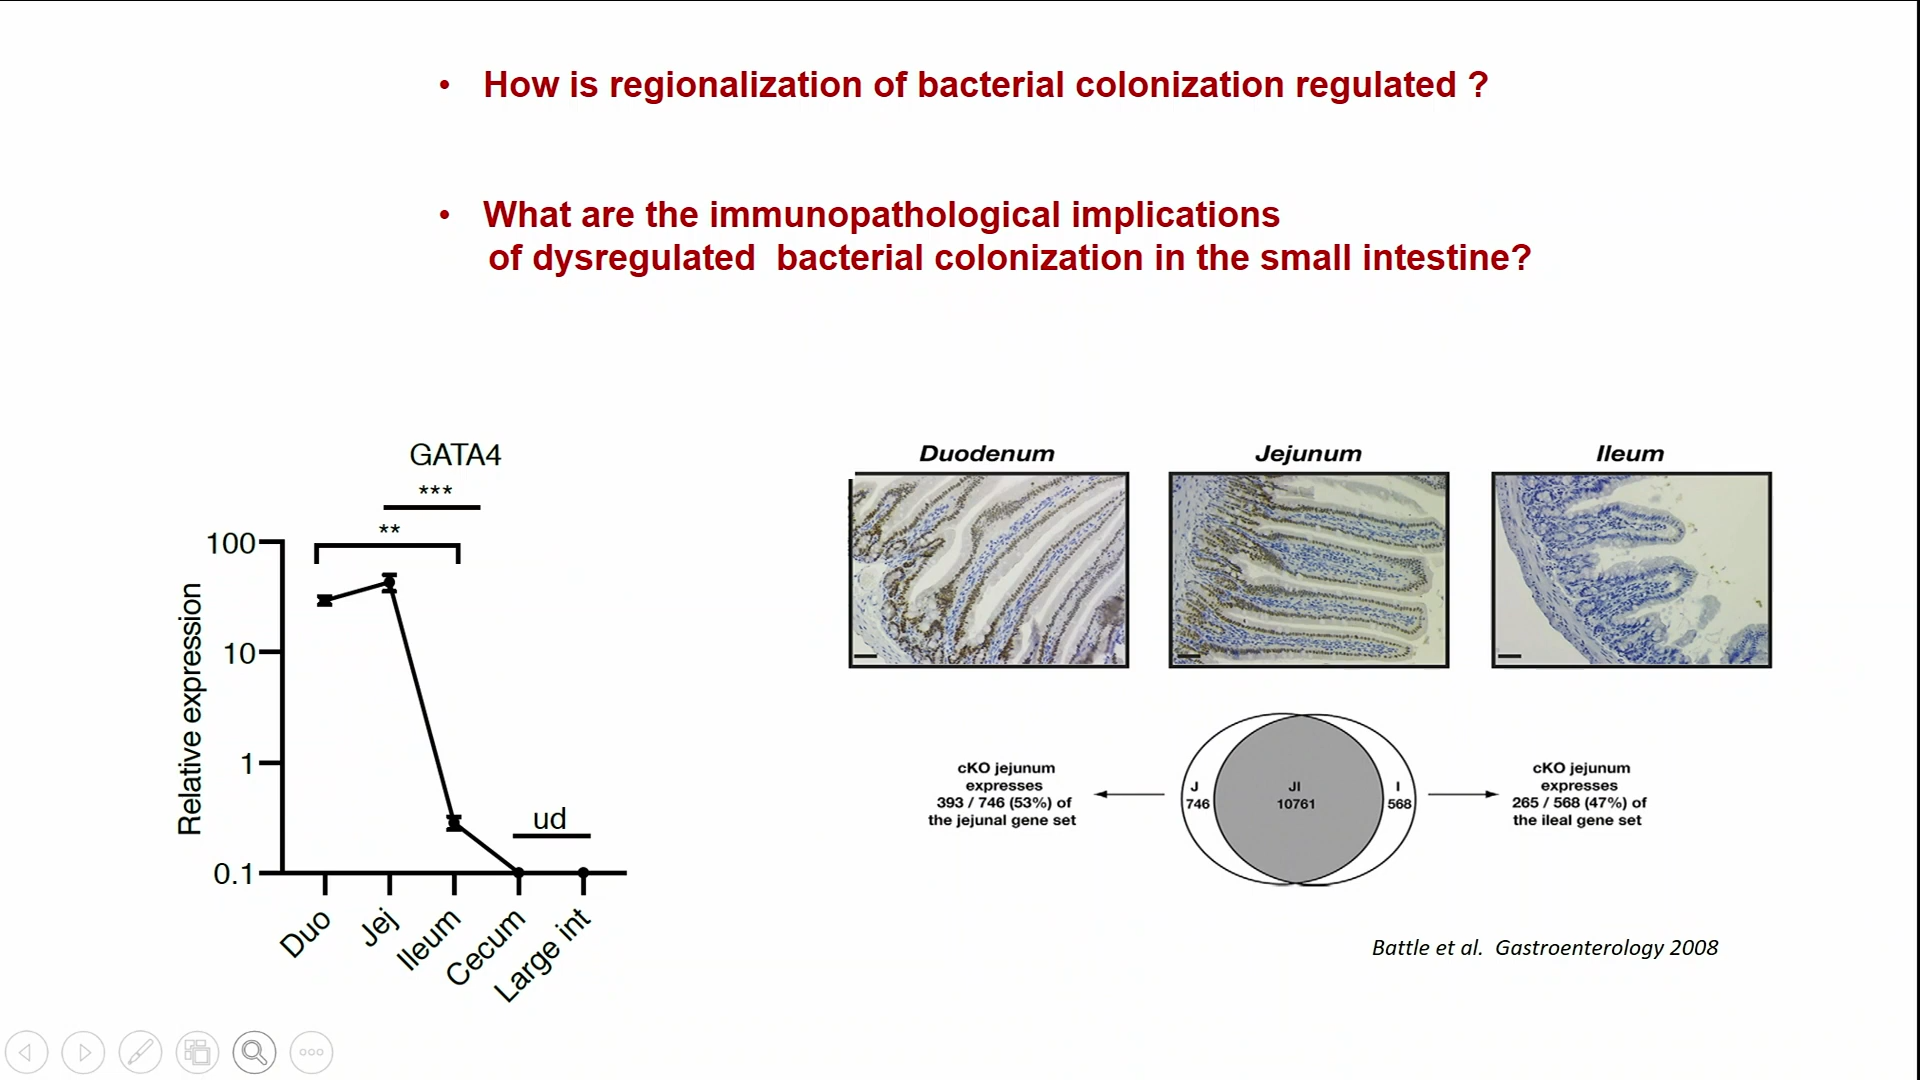 • How is regionalization of bacterial colonization regulated ?
• What are the immunopathological implications
of dysregulated bacterial colonization in the small intestine?
GATA4
***
**
100
10
1
0.1
Relative expression
ud
Duo
Jej
Ileum
Cecum
Large int
Duodenum
Jejunum
Ileum
cKO jejunum
expresses
393 / 746 (53%) of
the jejunal gene set
J
746
JI
10761
I
568
cKO jejunum
expresses
265 / 568 (47%) of
the ileal gene set
Battle et al. Gastroenterology 2008